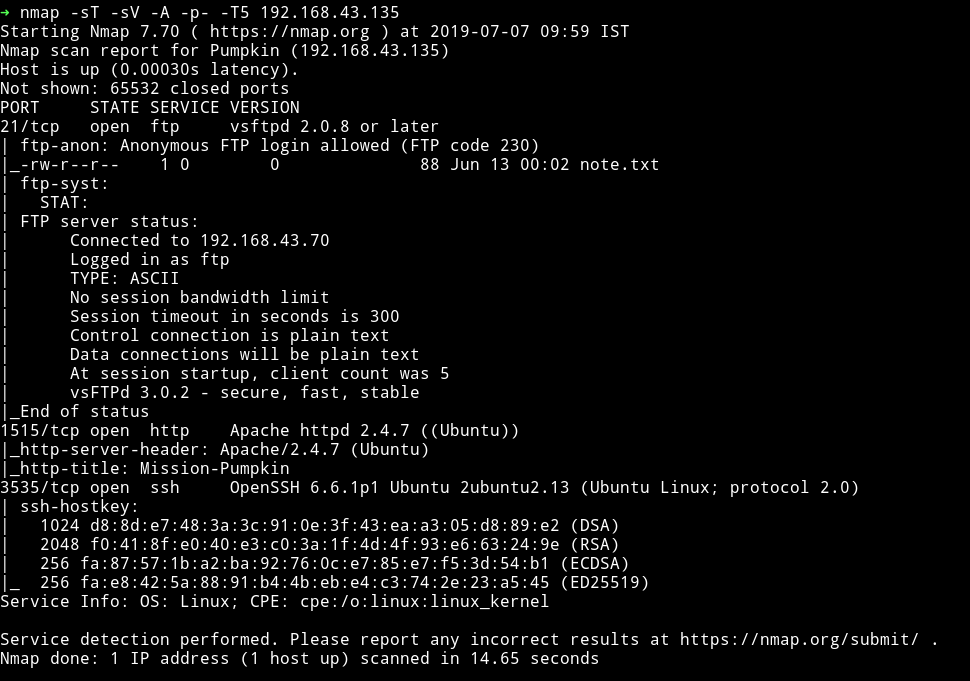 → nmap -sT -sV -A -p- -T5 192.168.43.135
Starting Nmap 7.70 ( https://nmap.org ) at 2019-07-07 09:59 IST
Nmap scan report for Pumpkin (192.168.43.135)
Host is up (0.00030s latency).
Not shown: 65532 closed ports
PORT     STATE SERVICE VERSION
21/tcp   open  ftp     vsftpd 2.0.8 or later
| ftp-anon: Anonymous FTP login allowed (FTP code 230)
|_-rw-r--r--    1 0        0              88 Jun 13 00:02 note.txt
| ftp-syst:
|   STAT:
| FTP server status:
|      Connected to 192.168.43.70
|      Logged in as ftp
|      TYPE: ASCII
|      No session bandwidth limit
|      Session timeout in seconds is 300
|      Control connection is plain text
|      Data connections will be plain text
|      At session startup, client count was 5
|      vsFTPd 3.0.2 - secure, fast, stable
|_End of status
1515/tcp open  http    Apache httpd 2.4.7 ((Ubuntu))
|_http-server-header: Apache/2.4.7 (Ubuntu)
|_http-title: Mission-Pumpkin
3535/tcp open  ssh     OpenSSH 6.6.1p1 Ubuntu 2ubuntu2.13 (Ubuntu Linux; protocol 2.0)
| ssh-hostkey:
|   1024 d8:8d:e7:48:3a:3c:91:0e:3f:43:ea:a3:05:d8:89:e2 (DSA)
|   2048 f0:41:8f:e0:40:e3:c0:3a:1f:4d:4f:93:e6:63:24:9e (RSA)
|   256 fa:87:57:1b:a2:ba:92:76:0c:e7:85:e7:f5:3d:54:b1 (ECDSA)
|_  256 fa:e8:42:5a:88:91:b4:4b:eb:e4:c3:74:2e:23:a5:45 (ED25519)
Service Info: OS: Linux; CPE: cpe:/o:linux:linux_kernel
Service detection performed. Please report any incorrect results at https://nmap.org/submit/ .
Nmap done: 1 IP address (1 host up) scanned in 14.65 seconds